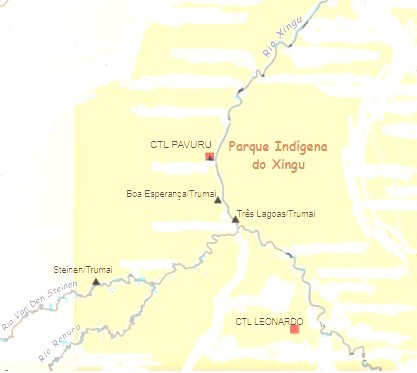 Rio Xingu
CTL PAVURU
Parque Indígena
do Xingu
Boa Esperança/Trumai
Três Lagoas/Trumai
Steinen/Trumai
Rio Von Den Steinen
CTL LEONARDO
Rio Ronuro